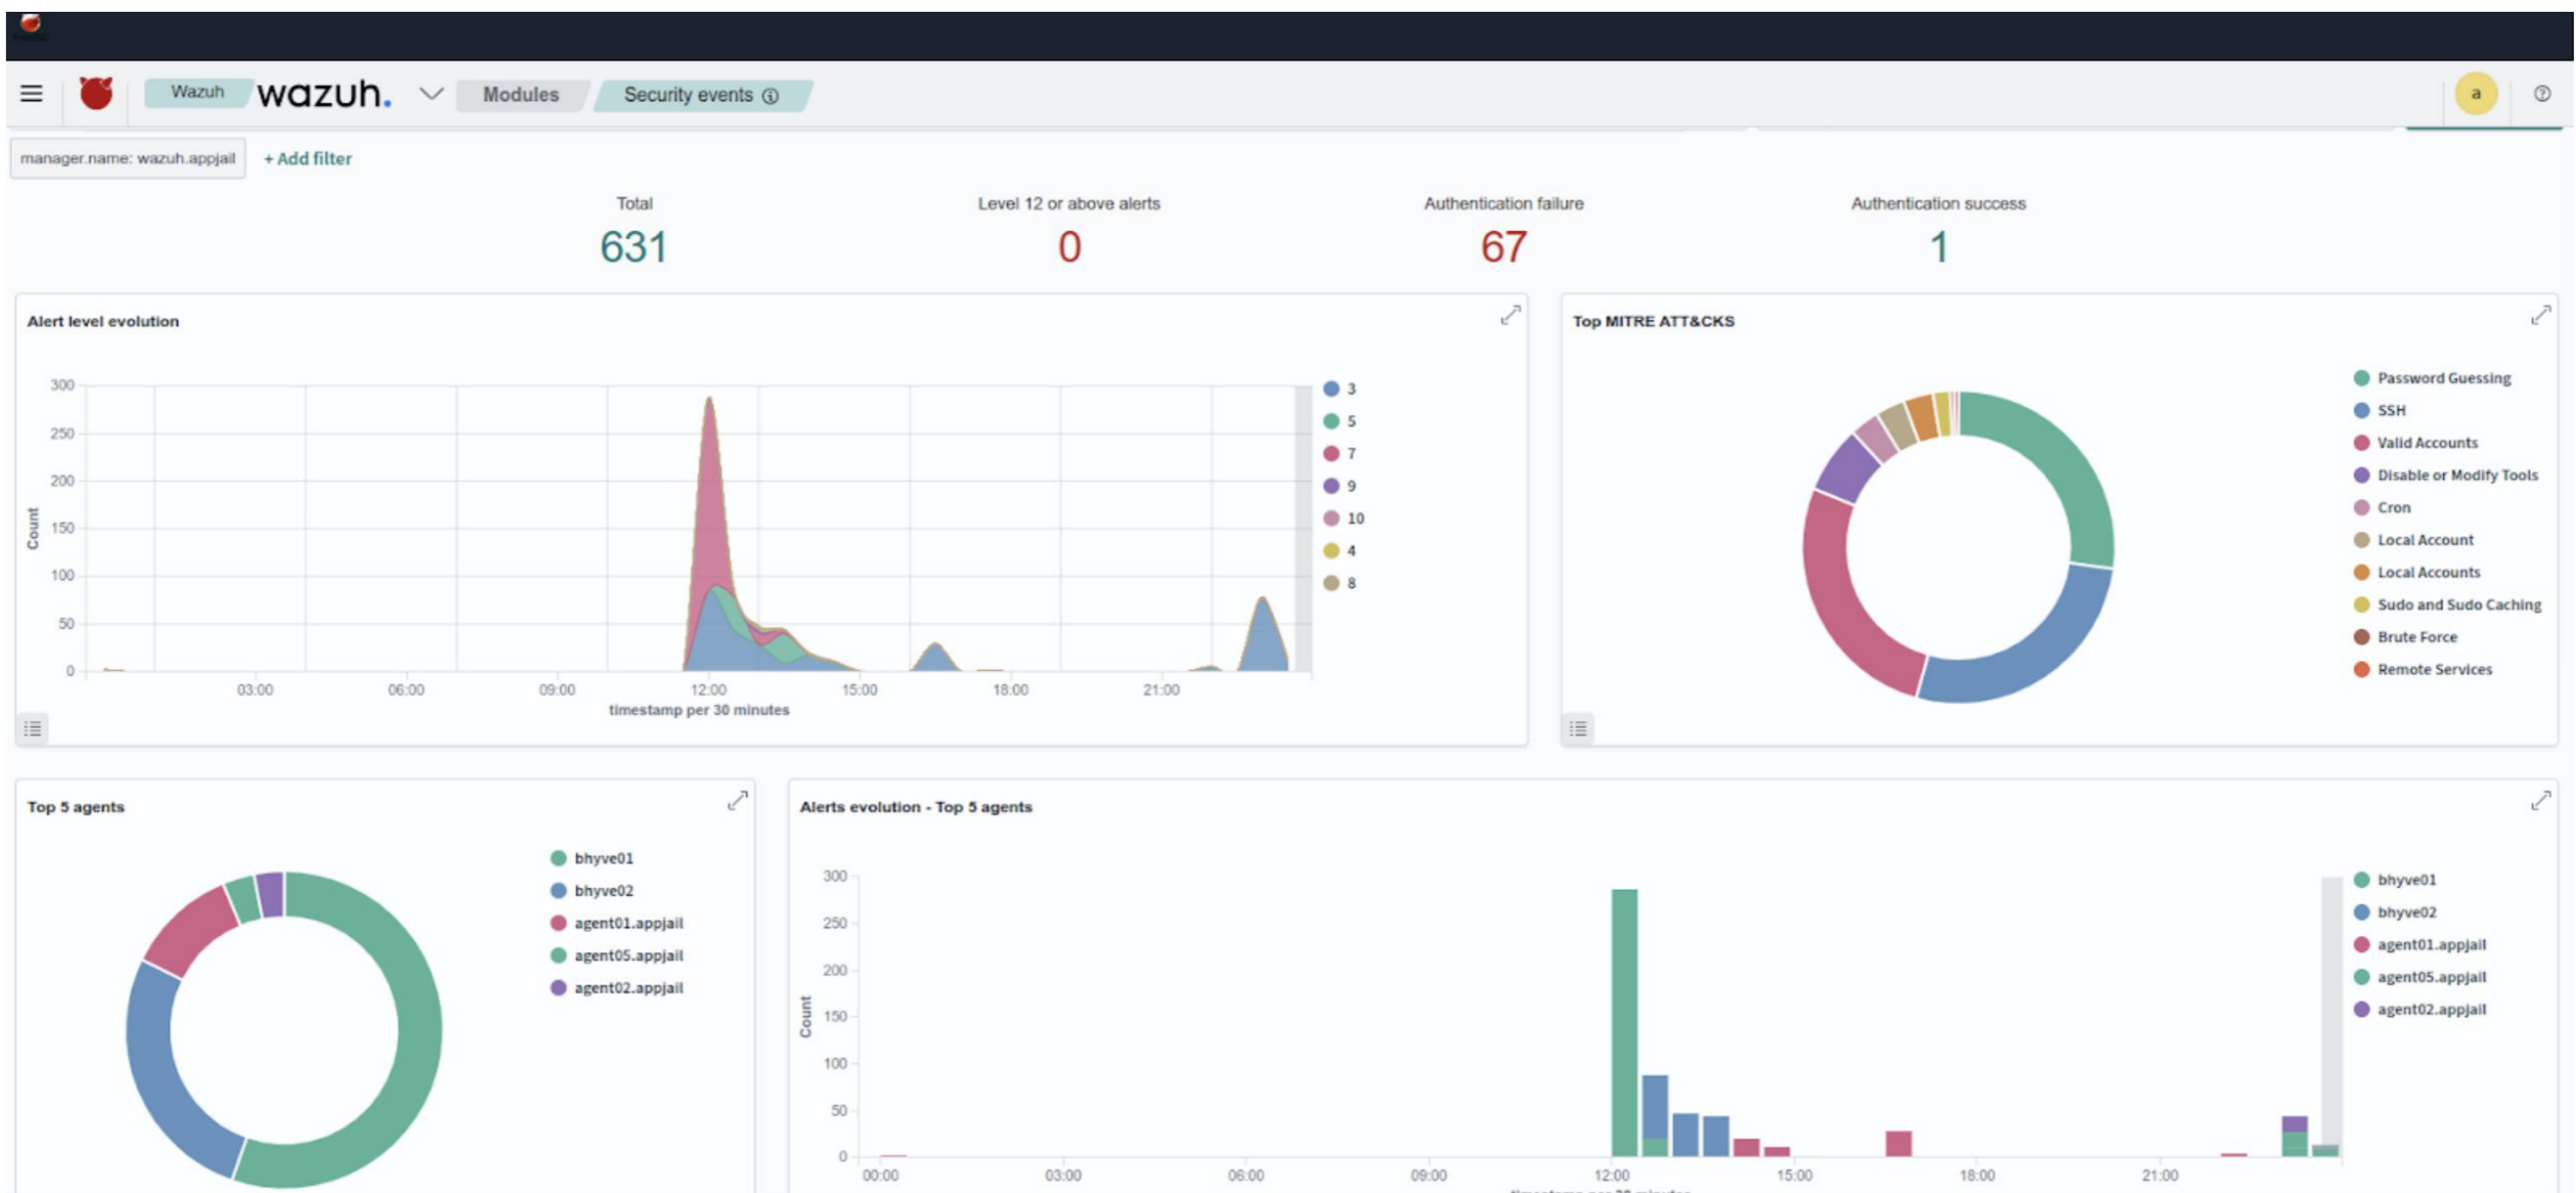 Wazuh wazuh. Modules Security events a
manager.name: wazuh.appjail + Add filter
Total Level 12 or above alerts Authentication failure Authentication success
631 0 67 1
Alert level evolution
300
250
200
150
100
50
0
Count
03:00 06:00 09:00 12:00 15:00 18:00 21:00
timestamp per 30 minutes
3
5
7
9
10
4
8
Top MITRE ATT&CKS
Password Guessing
SSH
Valid Accounts
Disable or Modify Tools
Cron
Local Account
Local Accounts
Sudo and Sudo Caching
Brute Force
Remote Services
Top 5 agents
bhyve01
bhyve02
agent01.appjail
agent05.appjail
agent02.appjail
Alerts evolution - Top 5 agents
300
250
200
150
100
50
0
Count
00:00 03:00 06:00 09:00 12:00 15:00 18:00 21:00
bhyve01
bhyve02
agent01.appjail
agent05.appjail
agent02.appjail